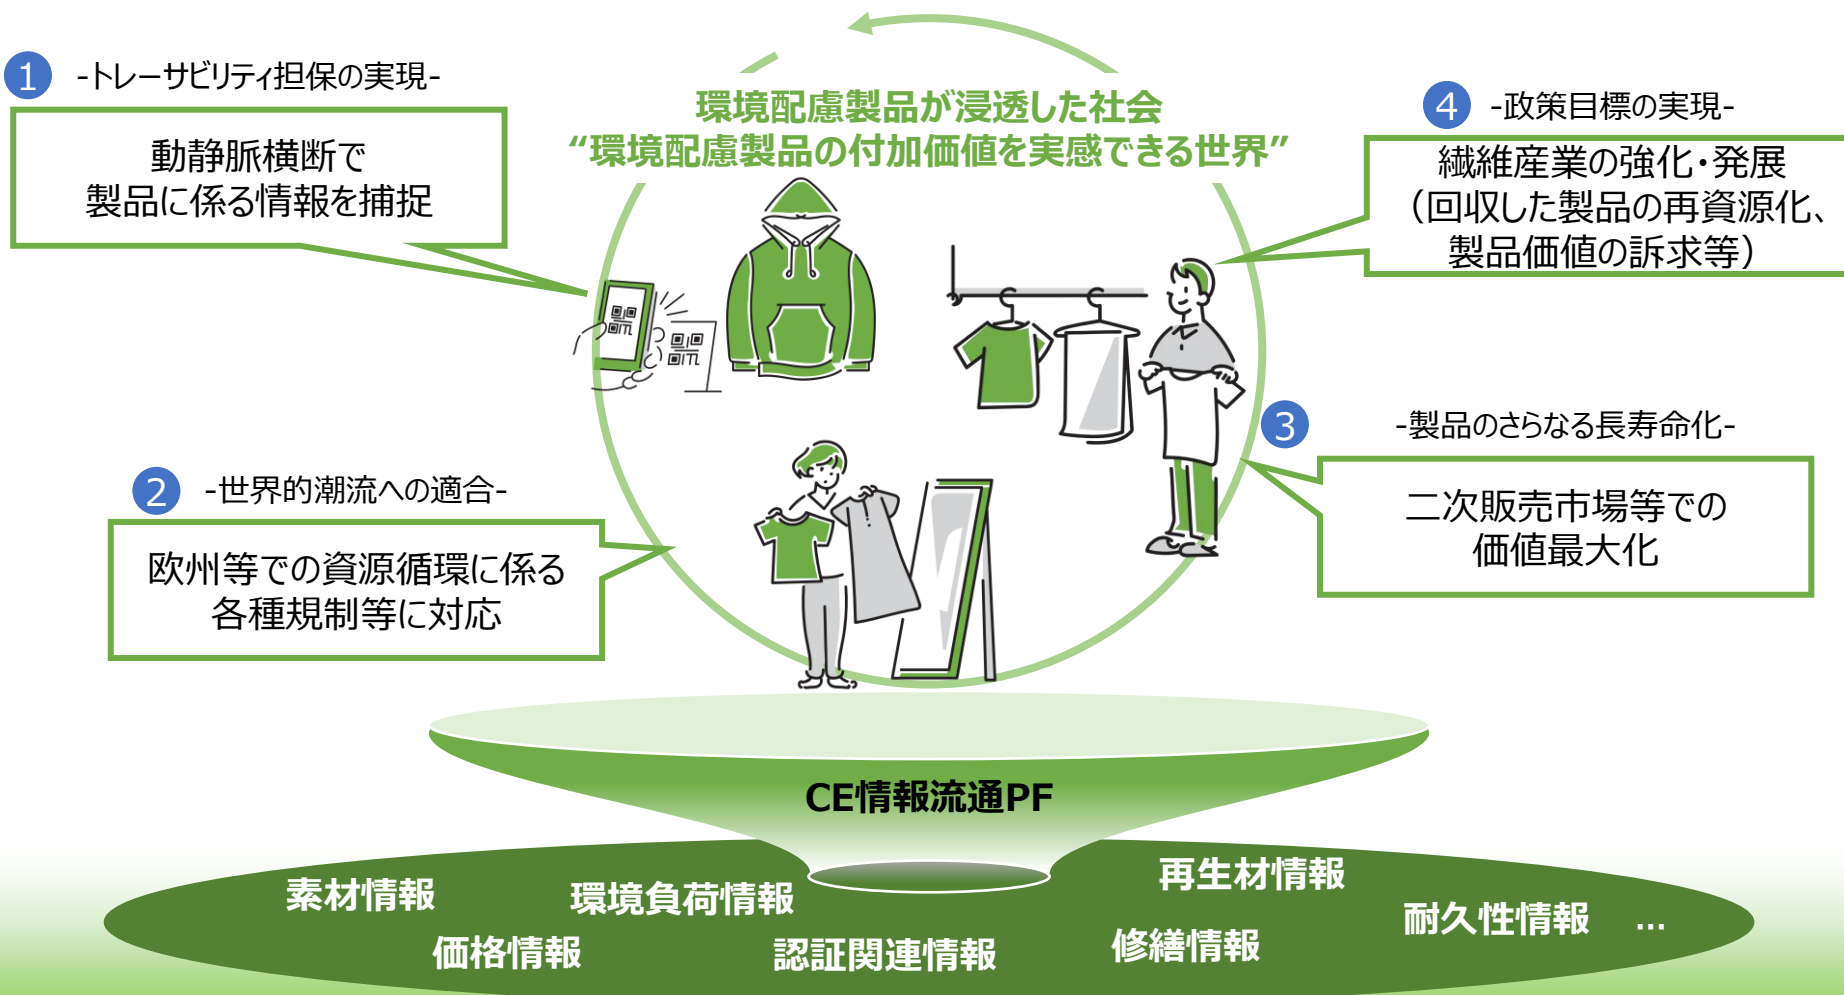 環境配慮製品が浸透した社会
“環境配慮製品の付加価値を実感できる世界”
1
-トレーサビリティ担保の実現-
動静脈横断で
製品に係る情報を捕捉
2
-世界的潮流への適合-
欧州等での資源循環に係る
各種規制等に対応
3
-製品のさらなる長寿命化-
二次販売市場等での
価値最大化
4
-政策目標の実現-
繊維産業の強化・発展
（回収した製品の再資源化、
製品価値の訴求等）
CE情報流通PF
素材情報
環境負荷情報
再生材情報
耐久性情報
…
価格情報
認証関連情報
修繕情報